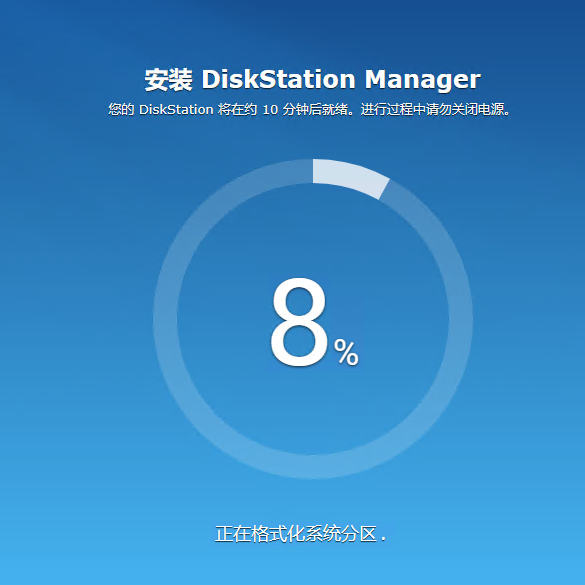 安装 DiskStation Manager
您的 DiskStation 将在约 10 分钟后就绪。进行过程中请勿关闭电源。
8%
正在格式化系统分区 .